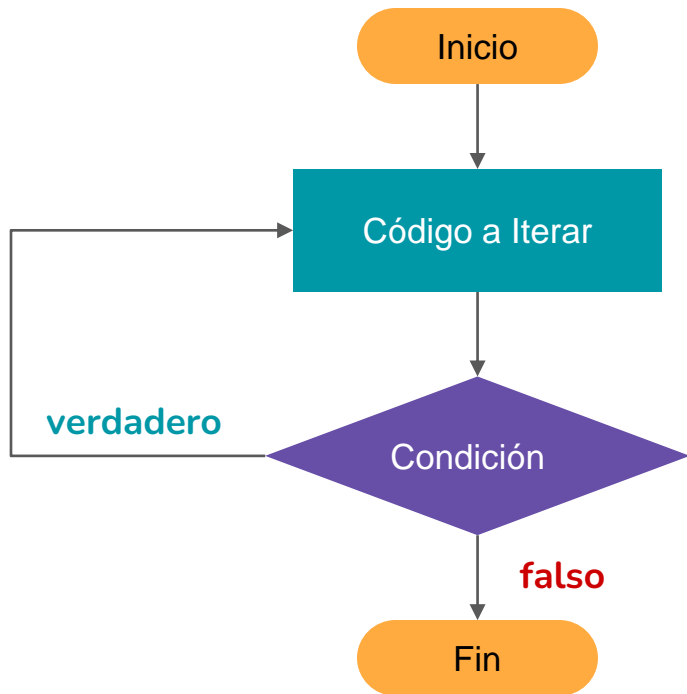 Inicio
Código a Iterar
verdadero
Condición
falso
Fin